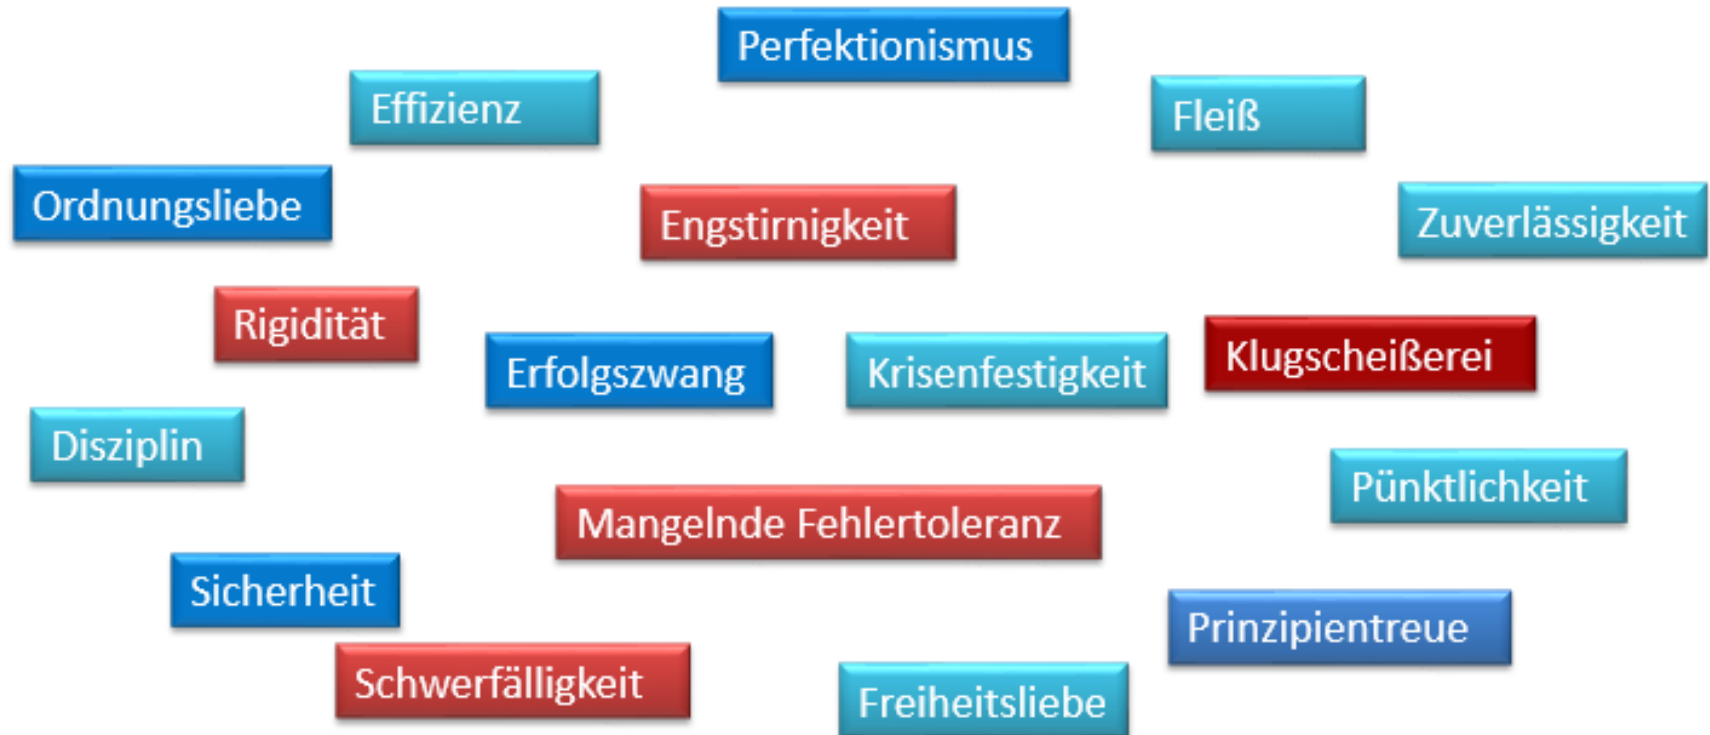 Perfektionismus
Effizienz
Fleiß
Ordnungsliebe
Engstirnigkeit
Zuverlässigkeit
Rigidität
Erfolgszwang
Krisenfestigkeit
Klugscheißerei
Disziplin
Pünktlichkeit
Mangelnde Fehlertoleranz
Sicherheit
Prinzipientreue
Schwerfälligkeit
Freiheitsliebe